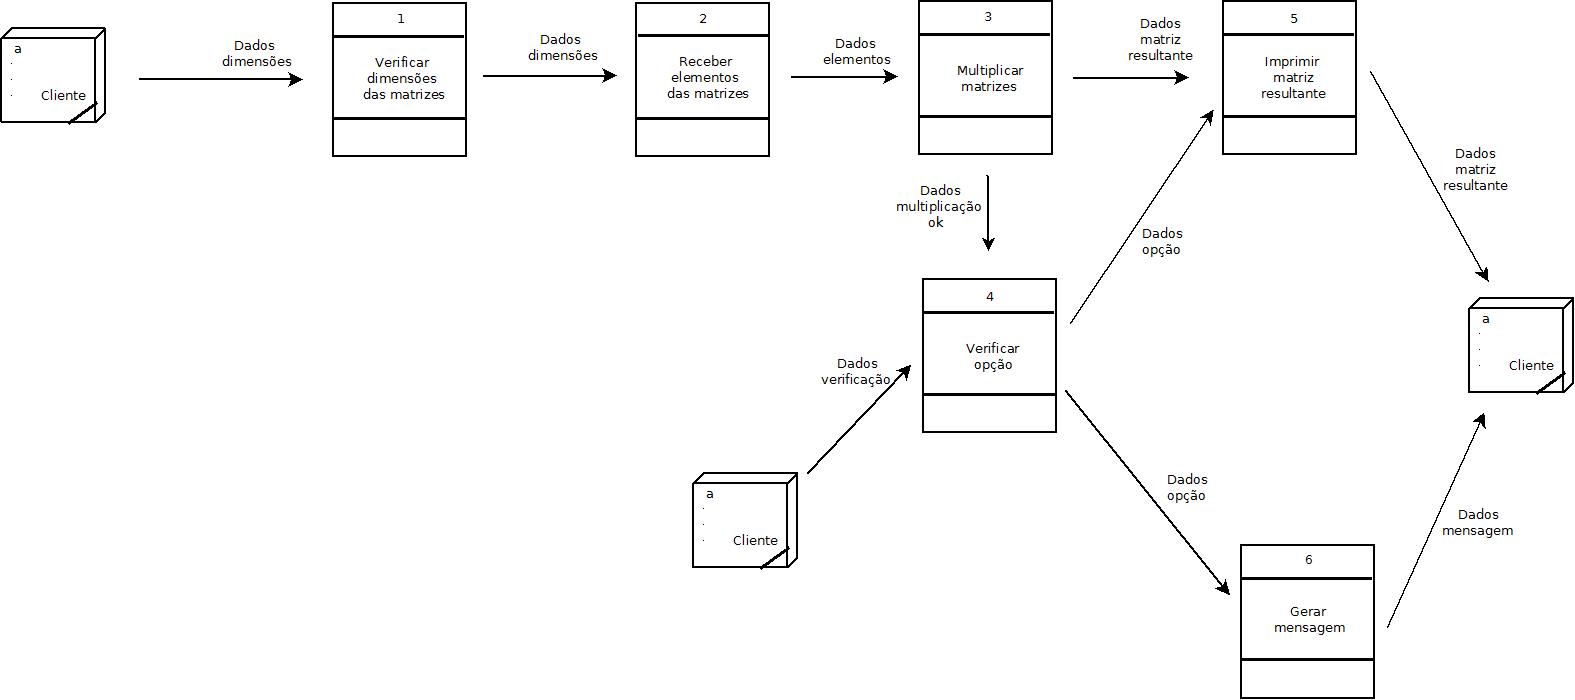 a
Cliente
Dados
dimensões
1
Verificar
dimensões
das matrizes
Dados
dimensões
2
Receber
elementos
das matrizes
Dados
elementos
3
Multiplicar
matrizes
Dados
matriz
resultante
5
Imprimir
matriz
resultante
Dados
matriz
resultante
Dados
multiplicação
ok
Dados
opção
4
Verificar
opção
a
Cliente
Dados
verificação
a
Cliente
Dados
opção
Dados
mensagem
6
Gerar
mensagem